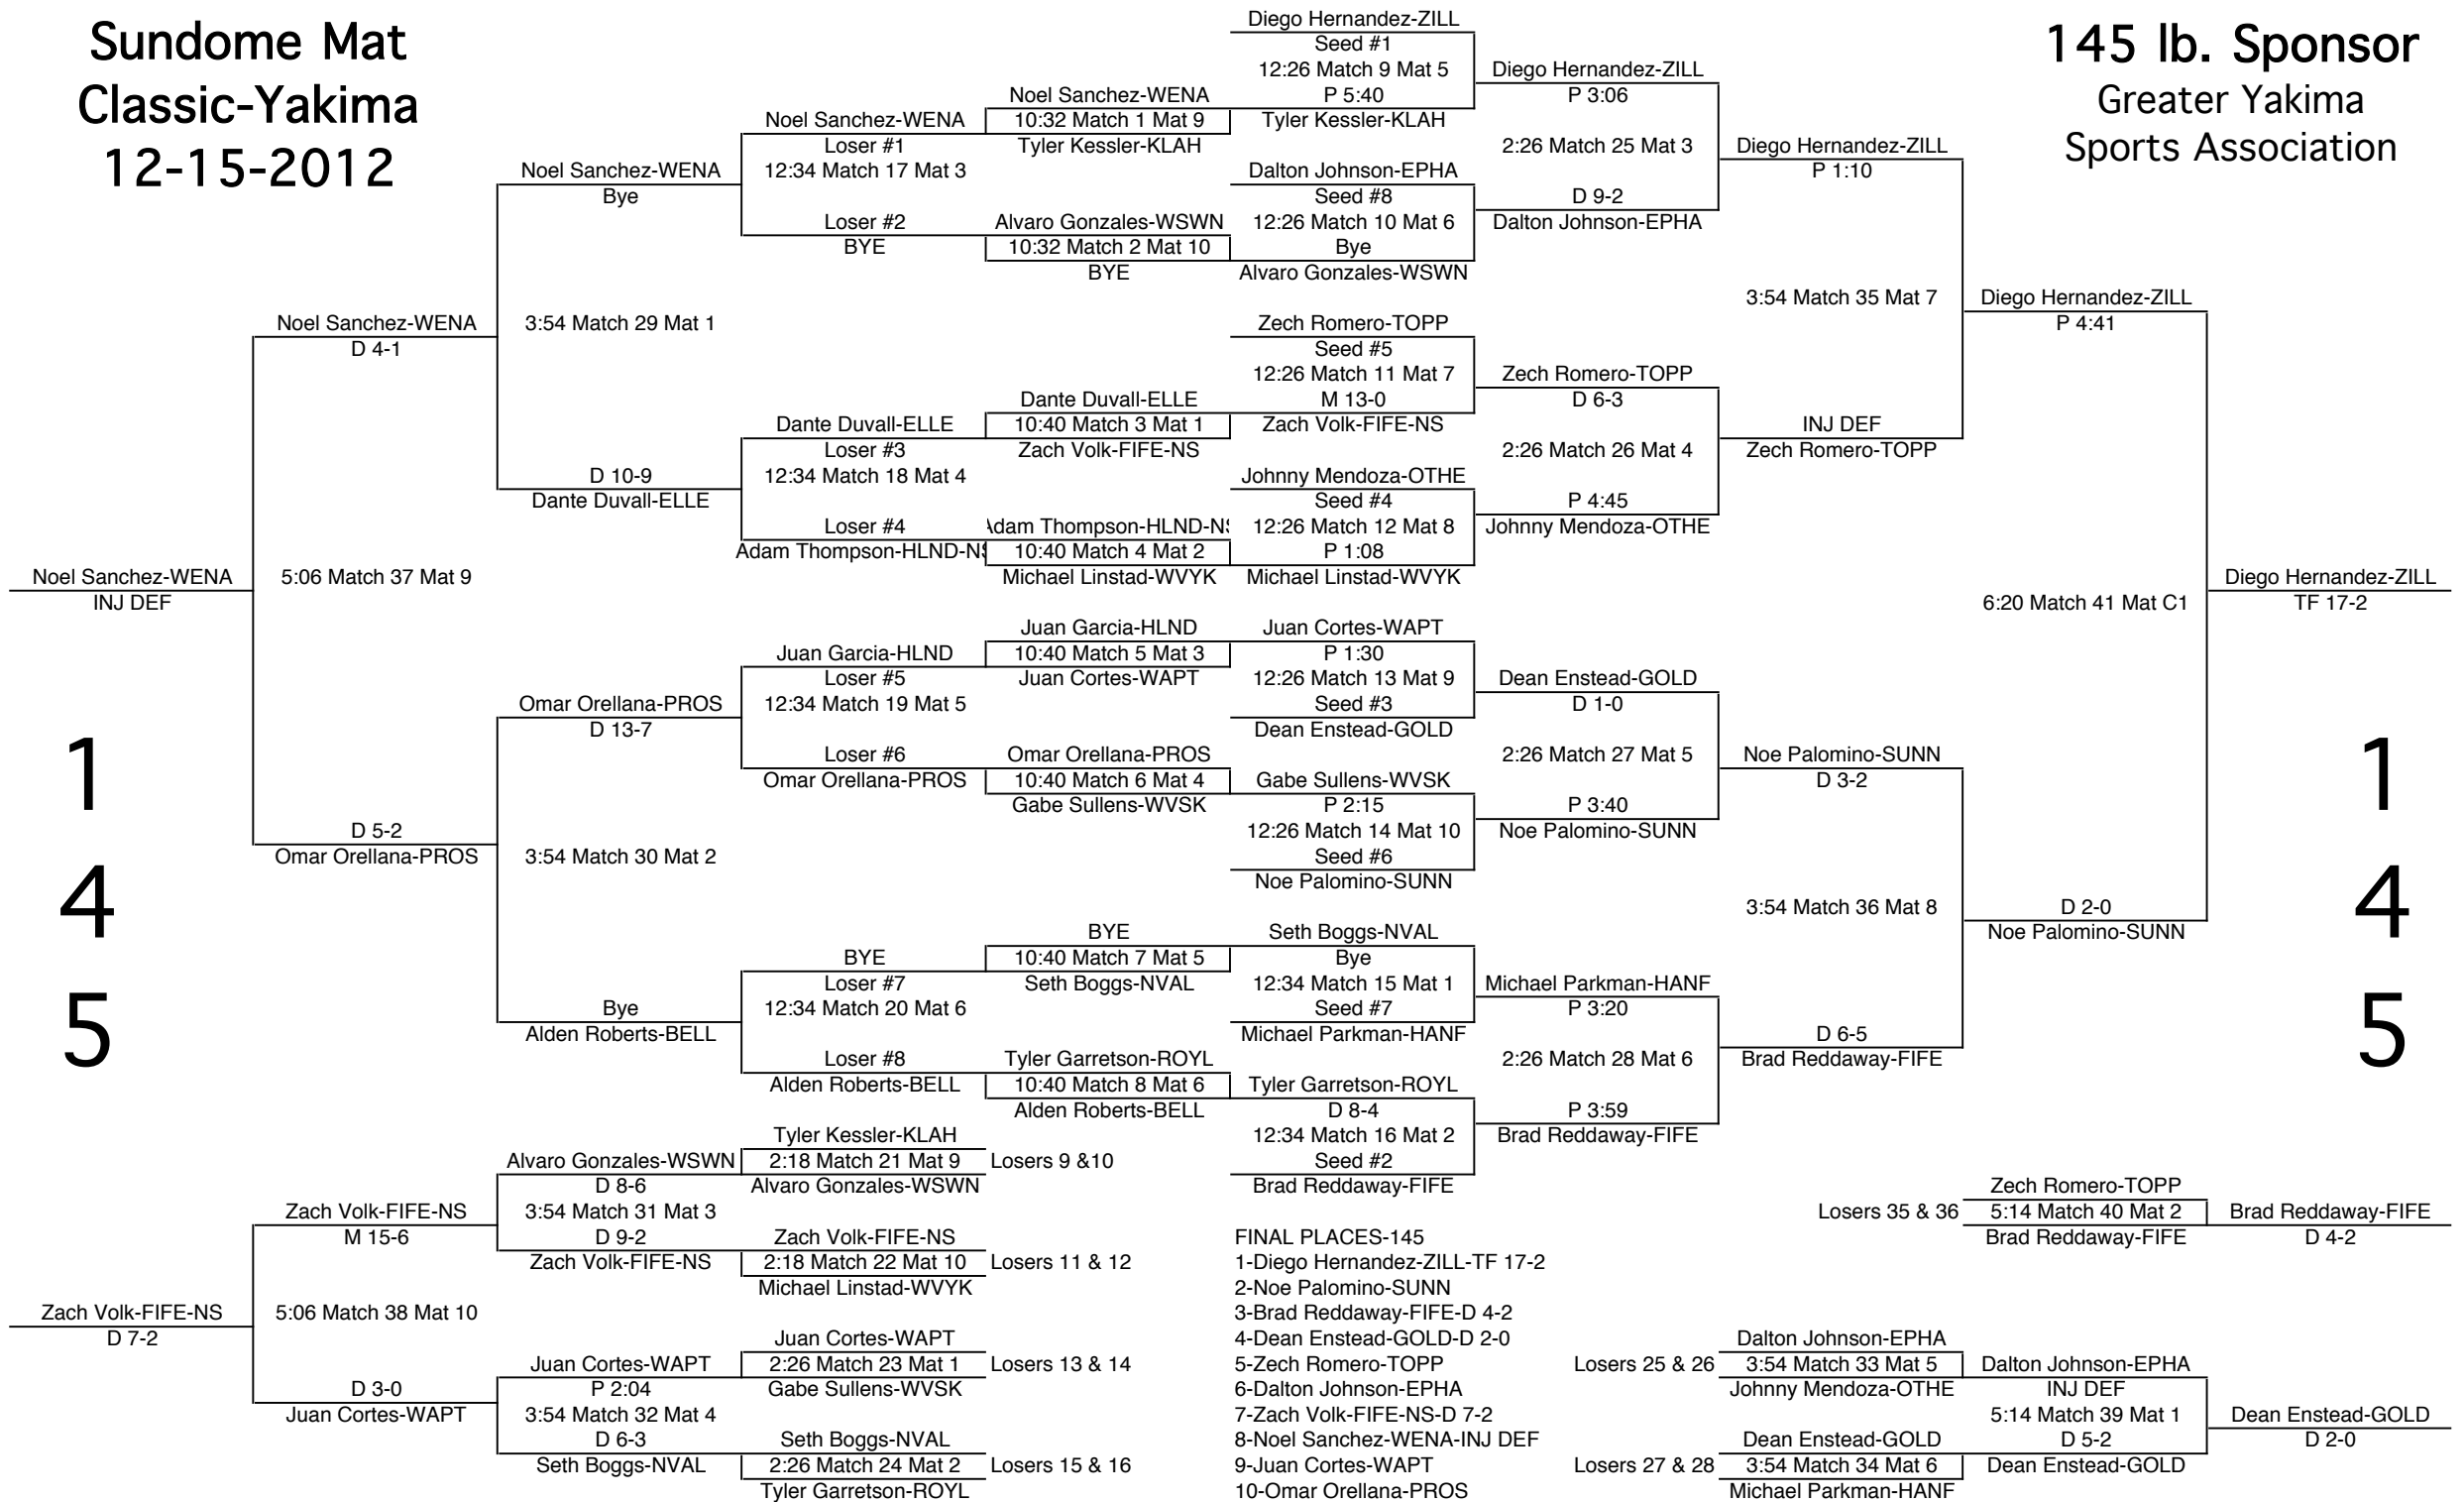 Sundome Mat
Classic-Yakima
12-15-2012
145 lb. Sponsor
Greater Yakima
Sports Association
Noel Sanchez-WENA
INJ DEF
5:06 Match 37 Mat 9
Noel Sanchez-WENA
D 4-1
D 5-2
Omar Orellana-PROS
Noel Sanchez-WENA
Bye
3:54 Match 29 Mat 1
D 10-9
Dante Duvall-ELLE
Omar Orellana-PROS
D 13-7
3:54 Match 30 Mat 2
Bye
Alden Roberts-BELL
Noel Sanchez-WENA
Loser #1
12:34 Match 17 Mat 3
Loser #2
BYE
Dante Duvall-ELLE
Loser #3
12:34 Match 18 Mat 4
Loser #4
Adam Thompson-HLND-NS
Juan Garcia-HLND
Loser #5
12:34 Match 19 Mat 5
Loser #6
Omar Orellana-PROS
BYE
Loser #7
12:34 Match 20 Mat 6
Loser #8
Alden Roberts-BELL
Noel Sanchez-WENA
10:32 Match 1 Mat 9
Tyler Kessler-KLAH
Alvaro Gonzales-WSWN
10:32 Match 2 Mat 10
BYE
Dante Duvall-ELLE
10:40 Match 3 Mat 1
Zach Volk-FIFE-NS
Adam Thompson-HLND-NS
10:40 Match 4 Mat 2
Michael Linstad-WVYK
Juan Garcia-HLND
10:40 Match 5 Mat 3
Juan Cortes-WAPT
Omar Orellana-PROS
10:40 Match 6 Mat 4
Gabe Sullens-WVSK
BYE
10:40 Match 7 Mat 5
Seth Boggs-NVAL
Tyler Garretson-ROYL
10:40 Match 8 Mat 6
Alden Roberts-BELL
Diego Hernandez-ZILL
Seed #1
12:26 Match 9 Mat 5
P 5:40
Tyler Kessler-KLAH
Dalton Johnson-EPHA
Seed #8
12:26 Match 10 Mat 6
Bye
Alvaro Gonzales-WSWN
Zech Romero-TOPP
Seed #5
12:26 Match 11 Mat 7
M 13-0
Zach Volk-FIFE-NS
Johnny Mendoza-OTHE
Seed #4
12:26 Match 12 Mat 8
P 1:08
Michael Linstad-WVYK
Juan Cortes-WAPT
P 1:30
12:26 Match 13 Mat 9
Seed #3
Dean Enstead-GOLD
Gabe Sullens-WVSK
P 2:15
12:26 Match 14 Mat 10
Seed #6
Noe Palomino-SUNN
Seth Boggs-NVAL
Bye
12:34 Match 15 Mat 1
Seed #7
Michael Parkman-HANF
Tyler Garretson-ROYL
D 8-4
12:34 Match 16 Mat 2
Seed #2
Brad Reddaway-FIFE
Diego Hernandez-ZILL
P 3:06
2:26 Match 25 Mat 3
D 9-2
Dalton Johnson-EPHA
Zech Romero-TOPP
D 6-3
2:26 Match 26 Mat 4
P 4:45
Johnny Mendoza-OTHE
Dean Enstead-GOLD
D 1-0
2:26 Match 27 Mat 5
P 3:40
Noe Palomino-SUNN
Michael Parkman-HANF
P 3:20
2:26 Match 28 Mat 6
P 3:59
Brad Reddaway-FIFE
Diego Hernandez-ZILL
P 1:10
3:54 Match 35 Mat 7
INJ DEF
Zech Romero-TOPP
Noe Palomino-SUNN
D 3-2
3:54 Match 36 Mat 8
D 6-5
Brad Reddaway-FIFE
Diego Hernandez-ZILL
P 4:41
6:20 Match 41 Mat C1
D 2-0
Noe Palomino-SUNN
Diego Hernandez-ZILL
TF 17-2
1
4
5
1
4
5
Zach Volk-FIFE-NS
D 7-2
Zach Volk-FIFE-NS
M 15-6
5:06 Match 38 Mat 10
D 3-0
Juan Cortes-WAPT
Alvaro Gonzales-WSWN
D 8-6
3:54 Match 31 Mat 3
D 9-2
Zach Volk-FIFE-NS
Juan Cortes-WAPT
P 2:04
3:54 Match 32 Mat 4
D 6-3
Seth Boggs-NVAL
Tyler Kessler-KLAH
2:18 Match 21 Mat 9
Alvaro Gonzales-WSWN
Losers 9 &10
Zach Volk-FIFE-NS
2:18 Match 22 Mat 10
Michael Linstad-WVYK
Losers 11 & 12
Juan Cortes-WAPT
2:26 Match 23 Mat 1
Gabe Sullens-WVSK
Losers 13 & 14
Seth Boggs-NVAL
2:26 Match 24 Mat 2
Tyler Garretson-ROYL
Losers 15 & 16
FINAL PLACES-145
1-Diego Hernandez-ZILL-TF 17-2
2-Noe Palomino-SUNN
3-Brad Reddaway-FIFE-D 4-2
4-Dean Enstead-GOLD-D 2-0
5-Zech Romero-TOPP
6-Dalton Johnson-EPHA
7-Zach Volk-FIFE-NS-D 7-2
8-Noel Sanchez-WENA-INJ DEF
9-Juan Cortes-WAPT
10-Omar Orellana-PROS
Losers 35 & 36
Zech Romero-TOPP
5:14 Match 40 Mat 2
Brad Reddaway-FIFE
Brad Reddaway-FIFE
D 4-2
Losers 25 & 26
Dalton Johnson-EPHA
3:54 Match 33 Mat 5
Johnny Mendoza-OTHE
Losers 27 & 28
Dean Enstead-GOLD
3:54 Match 34 Mat 6
Michael Parkman-HANF
Dalton Johnson-EPHA
INJ DEF
5:14 Match 39 Mat 1
D 5-2
Dean Enstead-GOLD
Dean Enstead-GOLD
D 2-0